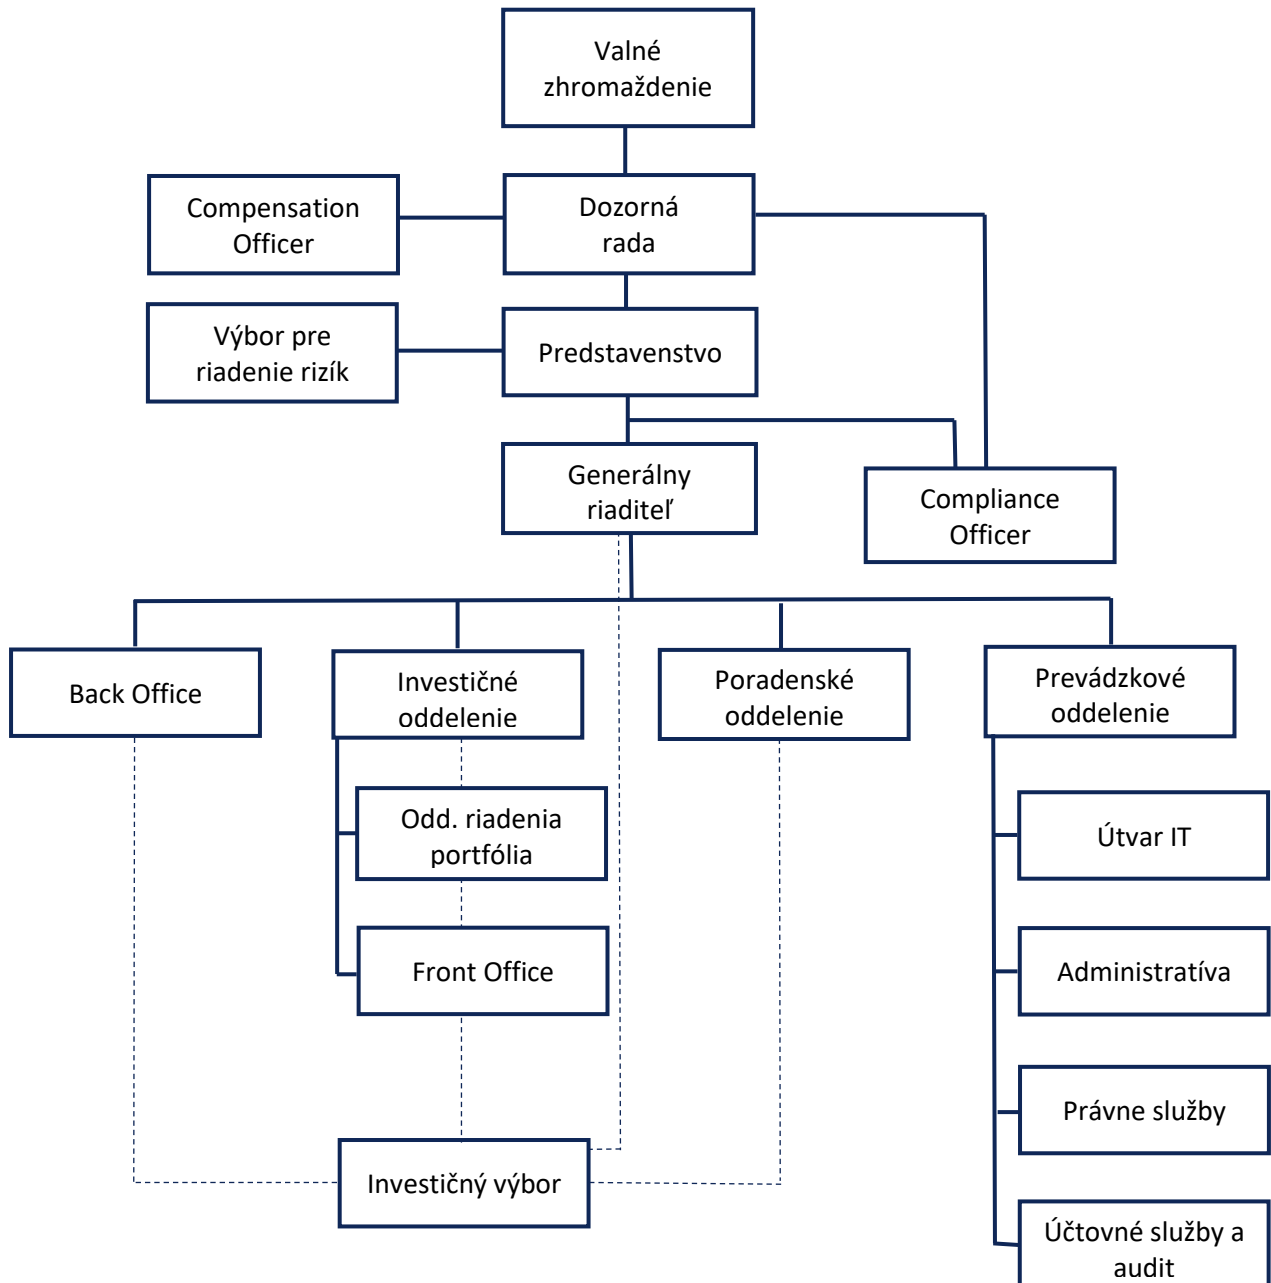 Valné
zhromaždenie
Compensation
Officer
Dozorná
rada
Výbor pre
riadenie rizík
Predstavenstvo
Generálny
riaditeľ
Compliance
Officer
Back Office
Investičné
oddelenie
Poradenské
oddelenie
Prevádzkové
oddelenie
Odd. riadenia
portfólia
Útvar IT
Front Office
Administratíva
Právne služby
Investičný výbor
Účtovné služby a
audit